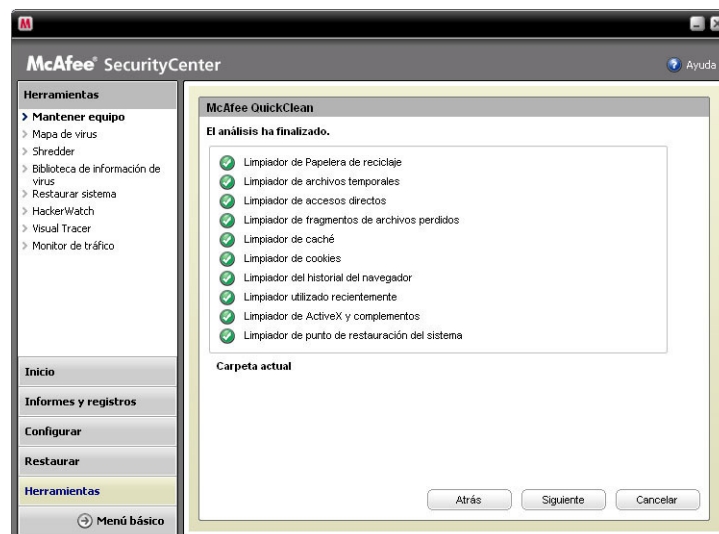 McAfee® SecurityCenter
Ayuda
Herramientas
Mantener equipo
Mapa de virus
Shredder
Biblioteca de información de
virus
Restaurar sistema
HackerWatch
Visual Tracer
Monitor de tráfico
Inicio
Informes y registros
Configurar
Restaurar
Herramientas
Menú básico
McAfee QuickClean
El análisis ha finalizado.
Limpiador de Papelera de reciclaje
Limpiador de archivos temporales
Limpiador de accesos directos
Limpiador de fragmentos de archivos perdidos
Limpiador de caché
Limpiador de cookies
Limpiador del historial del navegador
Limpiador utilizado recientemente
Limpiador de ActiveX y complementos
Limpiador de punto de restauración del sistema
Carpeta actual
Atrás
Siguiente
Cancelar